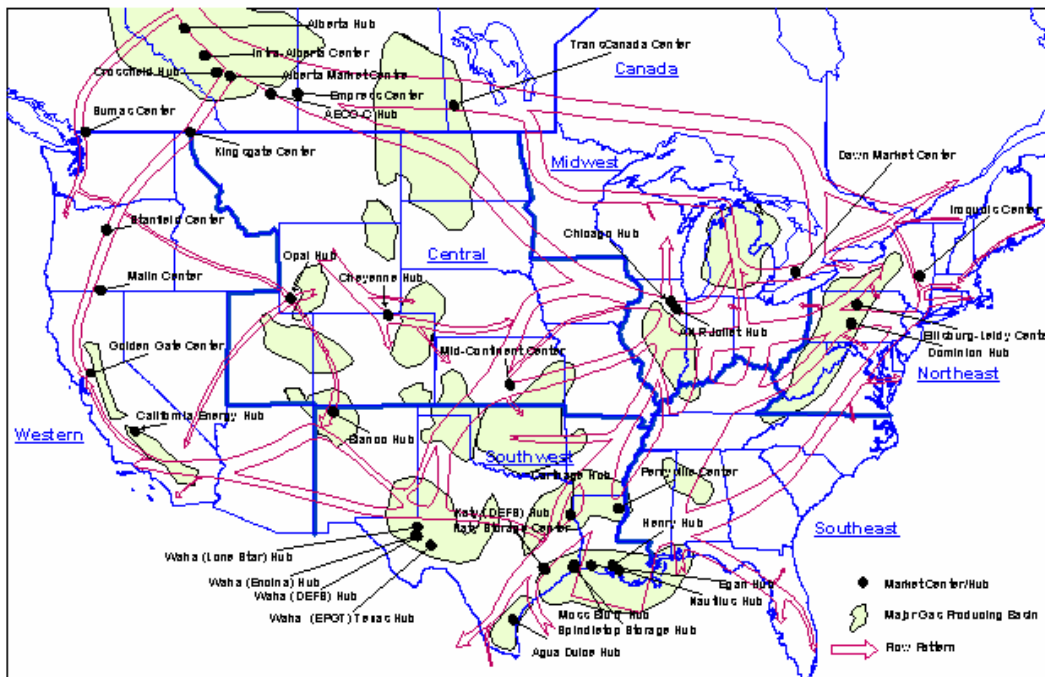 Alberta Hub
Intra-Alberta Center
TransCanada Center
Crossfield Hub
Alberta Market Centre
Canada
Empress Center
AECO-C Hub
Sumas Center
Kingsgate Center
Midwest
Dawn Market Center
Iroquois Center
Stanfield Center
Chicago Hub
Central
Opal Hub
Cheyenne Hub
Malin Center
ANR Joliet Hub
Ellisburg-Leidy Center
Dominion Hub
Mid-Continent Center
Golden Gate Center
Northeast
California Energy Hub
Western
Blanco Hub
Southwest
Carthage Hub
Perryville Center
Katy (DEFS) Hub
Katy Storage Center
Henry Hub
Southeast
Waha (Lone Star) Hub
Waha (Encina) Hub
Egan Hub
Market Center/Hub
Waha (DEFS) Hub
Nautilus Hub
Waha (EPGT) Texas Hub
Moss Bluff Hub
Major Gas Producing Basin
Spindletop Storage Hub
Agua Dulce Hub
Flow Pattern